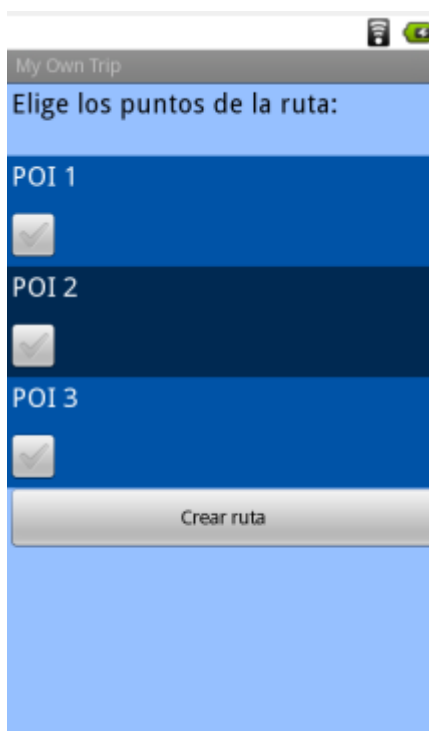 My Own Trip
Elige los puntos de la ruta:
POI 1
POI 2
POI 3
Crear ruta